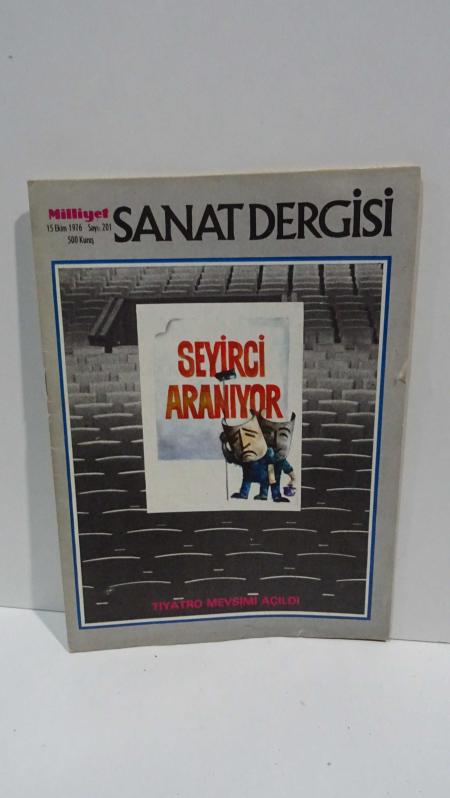 Milliyet
SANAT DERGİSİ
15 Ekim 1976 Sayı: 201
500 Kuruş
SEYİRCİ
ARANIYOR
TİYATRO MEVSİMİ AÇILDI